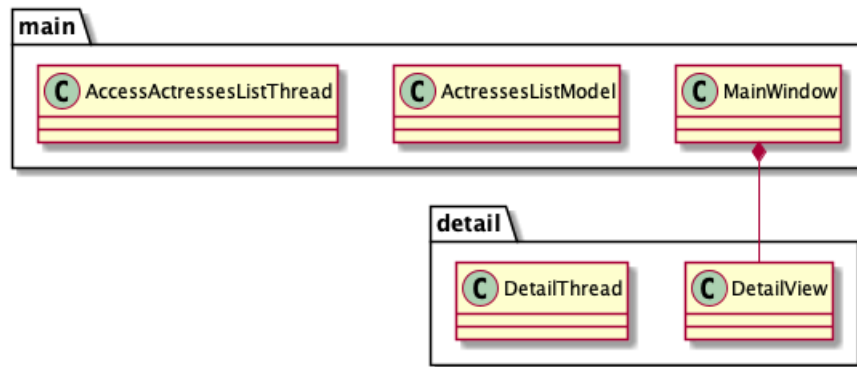 main
C AccessActressesListThread
C ActressesListModel
C MainWindow
detail
C DetailThread
C DetailView